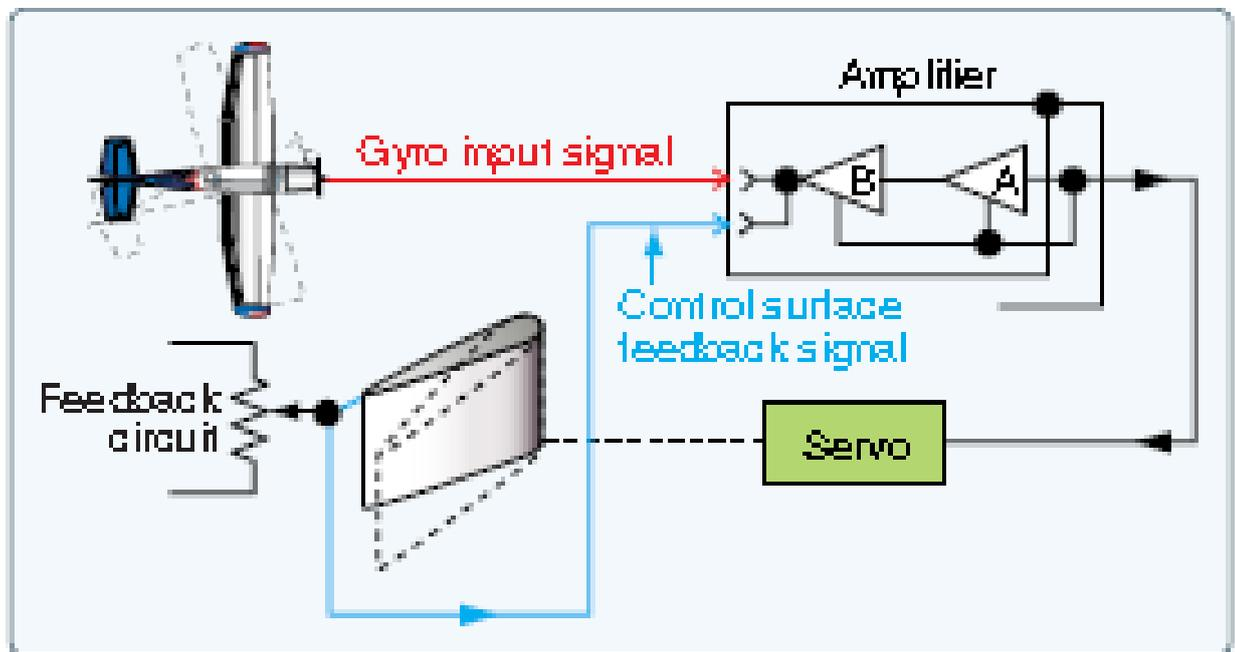 Amplifier
Gyro input signal
B
A
Control surface
feedback signal
Feedback
circuit
Servo